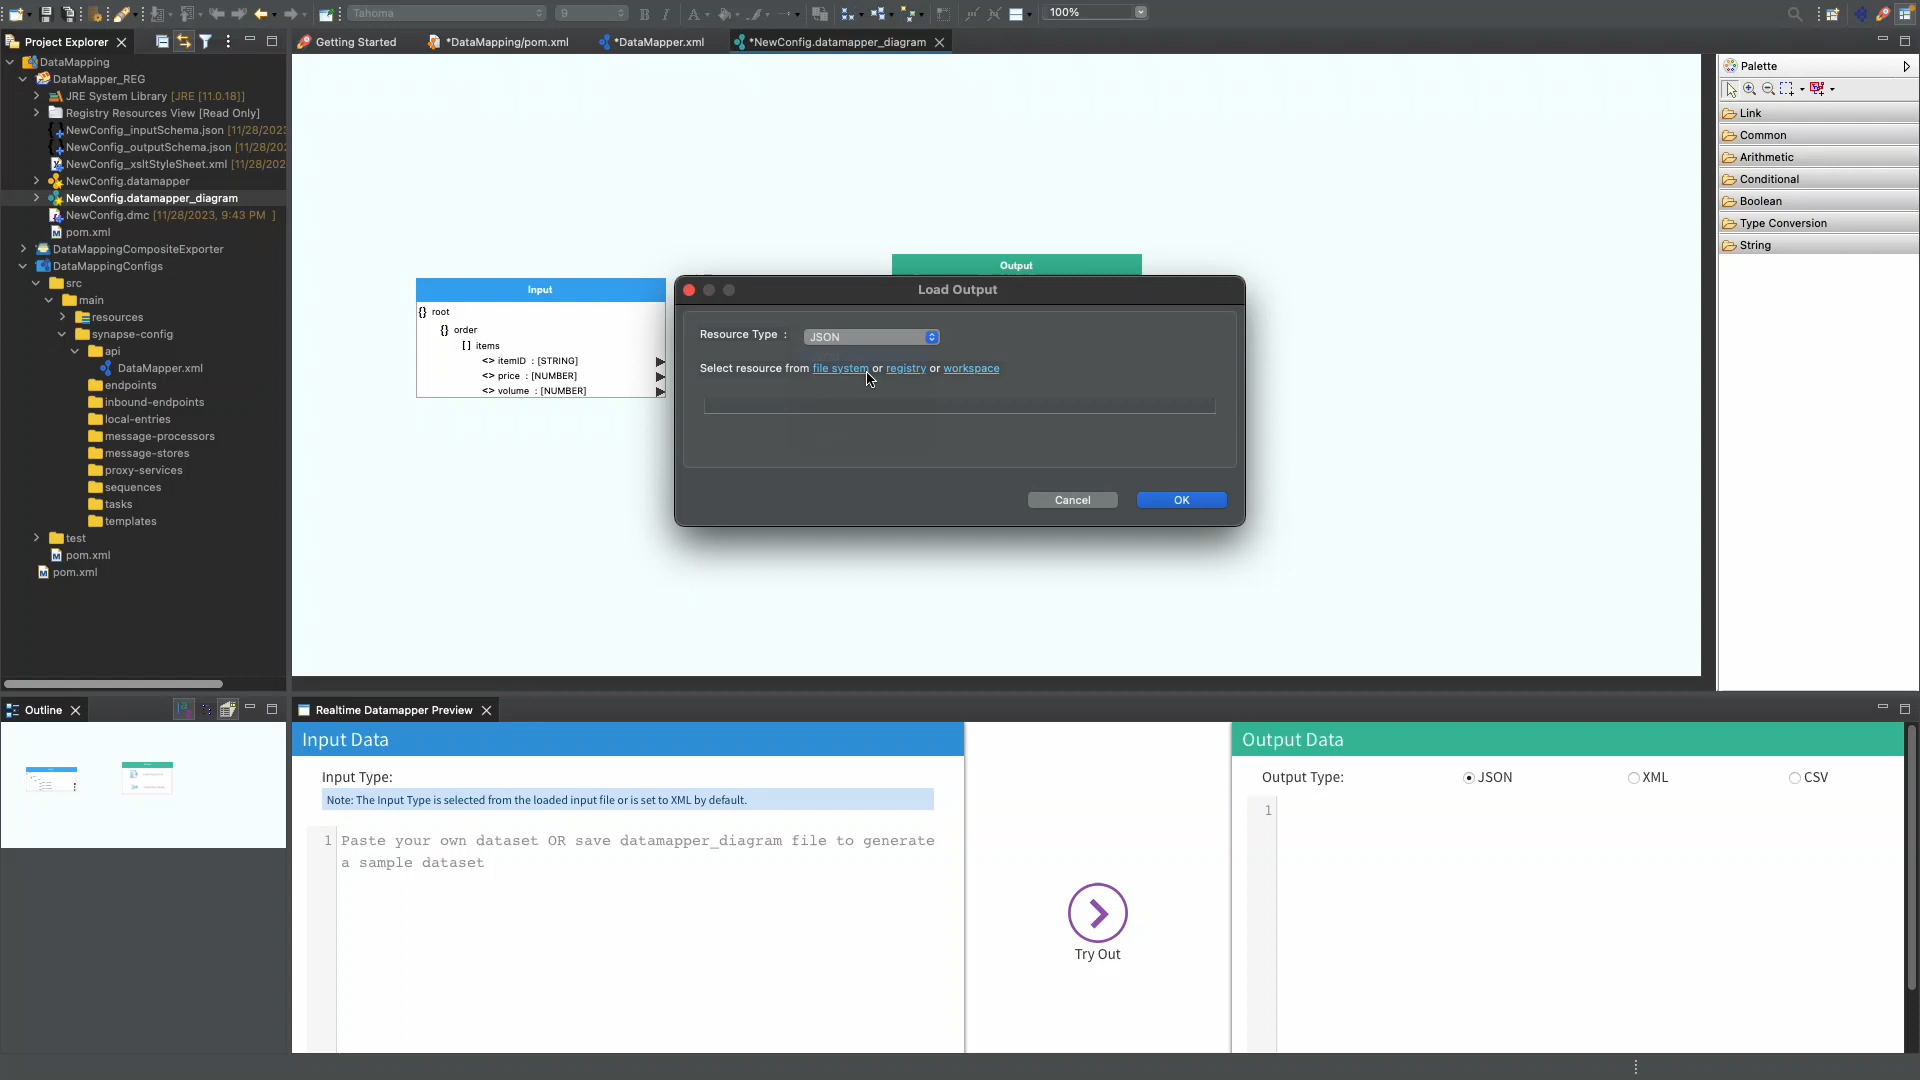 Tahoma
9
B I
A
100%
Project Explorer
Getting Started
*DataMapping/pom.xml
*DataMapper.xml
*NewConfig.datamapper_diagram
DataMapping
DataMapper_REG
JRE System Library [JRE [11.0.18]]
Registry Resources View [Read Only]
NewConfig_inputSchema.json [11/28/2023
NewConfig_outputSchema.json [11/28/202
NewConfig_xsltStyleSheet.xml [11/28/202
NewConfig.datamapper
NewConfig.datamapper_diagram
NewConfig.dmc [11/28/2023, 9:43 PM ]
pom.xml
DataMappingCompositeExporter
DataMappingConfigs
src
main
resources
synapse-config
api
DataMapper.xml
endpoints
inbound-endpoints
local-entries
message-processors
message-stores
proxy-services
sequences
tasks
templates
test
pom.xml
pom.xml
Input
{} root
{} order
[] items
<> itemID : [STRING]
<> price : [NUMBER]
<> volume : [NUMBER]
Output
Load Output
Resource Type :
JSON
Select resource from file system or registry or workspace
Cancel
OK
Palette
Link
Common
Arithmetic
Conditional
Boolean
Type Conversion
String
Outline
Realtime Datamapper Preview
Input Data
Input Type:
Note: The Input Type is selected from the loaded input file or is set to XML by default.
1 Paste your own dataset OR save datamapper_diagram file to generate
a sample dataset
Try Out
Output Data
Output Type:
JSON
XML
CSV
1